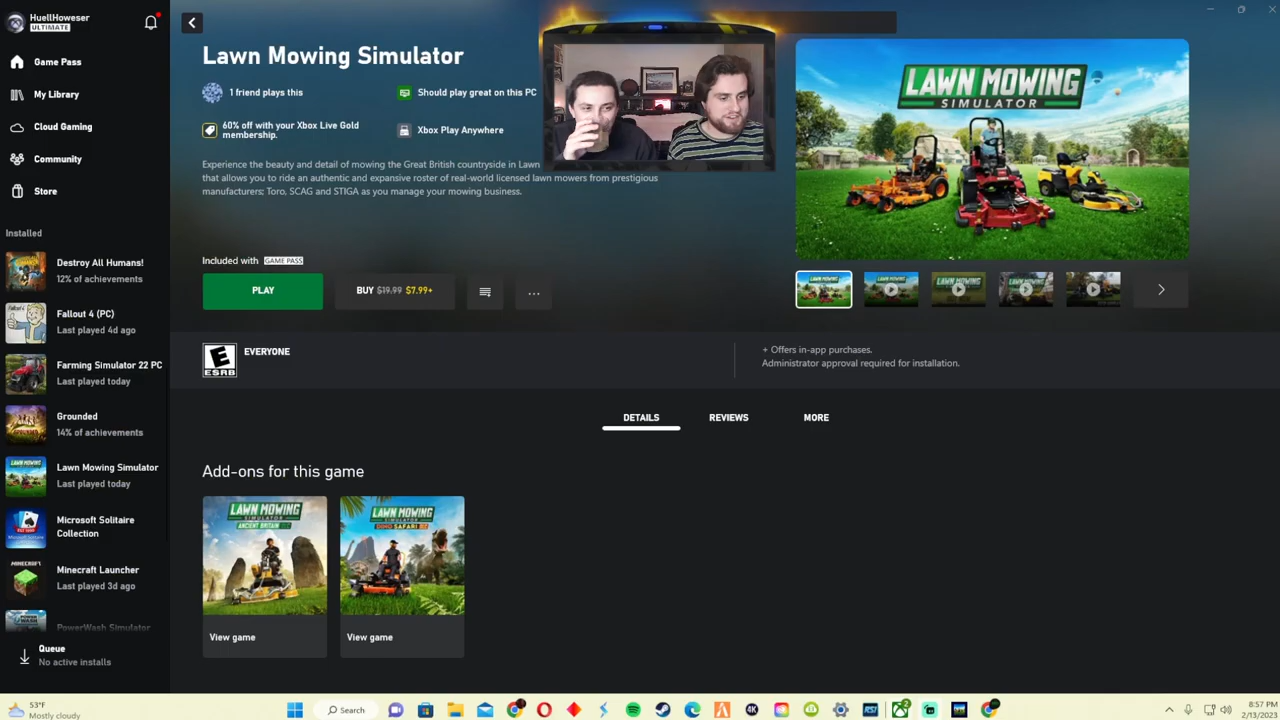 HuellHoweser
ULTIMATE
Game Pass
My Library
Cloud Gaming
Community
Store
Installed
Destroy All Humans!
12% of achievements
Fallout 4 (PC)
Last played 4d ago
Farming Simulator 22 PC
Last played today
Grounded
14% of achievements
Lawn Mowing Simulator
Last played today
Microsoft Solitaire
Collection
Minecraft Launcher
Last played 3d ago
PowerWash Simulator
Queue
No active installs
Lawn Mowing Simulator
1 friend plays this
Should play great on this PC
60% off with your Xbox Live Gold
membership.
Xbox Play Anywhere
Experience the beauty and detail of mowing the Great British countryside in Lawn
that allows you to ride an authentic and expansive roster of real-world licensed lawn mowers from prestigious
manufacturers; Toro, SCAG and STIGA as you manage your mowing business.
Included with GAME PASS
PLAY
BUY $19.99 $7.99+
...
LAWN MOWING
SIMULATOR
E
ESRB
EVERYONE
+ Offers in-app purchases.
Administrator approval required for installation.
DETAILS
REVIEWS
MORE
Add-ons for this game
LAWN MOWING
SIMULATOR
ANCIENT BRITAIN
View game
LAWN MOWING
SIMULATOR
DINO SAFARI
View game
53°F
Mostly cloudy
Search
8:57 PM
2/13/2023